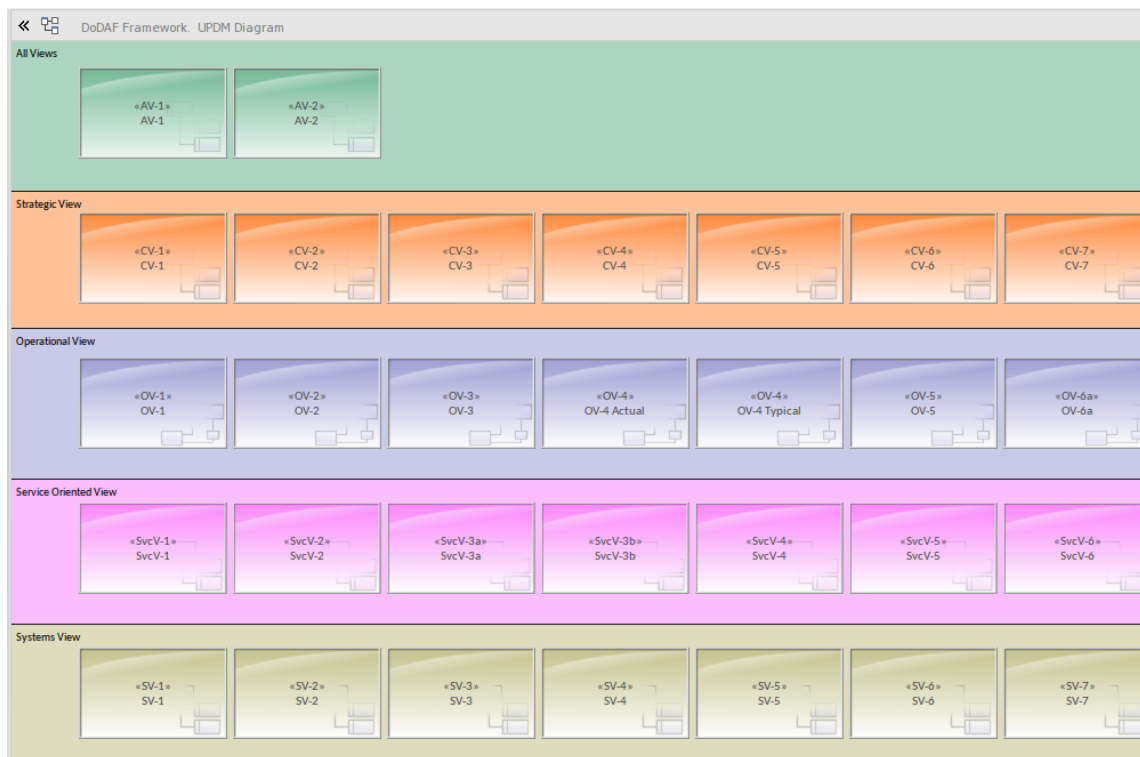 DoDAF Framework.  UPDM Diagram
All Views
«AV-1» «AV-2»
AV-1 AV-2
Strategic View
«CV-1» «CV-2» «CV-3» «CV-4» «CV-5» «CV-6» «CV-7»
CV-1 CV-2 CV-3 CV-4 CV-5 CV-6 CV-7
Operational View
«OV-1» «OV-2» «OV-3» «OV-4» «OV-4» «OV-5» «OV-6a»
OV-1 OV-2 OV-3 OV-4 Actual OV-4 Typical OV-5 OV-6a
Service Oriented View
«SvcV-1» «SvcV-2» «SvcV-3a» «SvcV-3b» «SvcV-4» «SvcV-5» «SvcV-6»
SvcV-1 SvcV-2 SvcV-3a SvcV-3b SvcV-4 SvcV-5 SvcV-6
Systems View
«SV-1» «SV-2» «SV-3» «SV-4» «SV-5» «SV-6» «SV-7»
SV-1 SV-2 SV-3 SV-4 SV-5 SV-6 SV-7